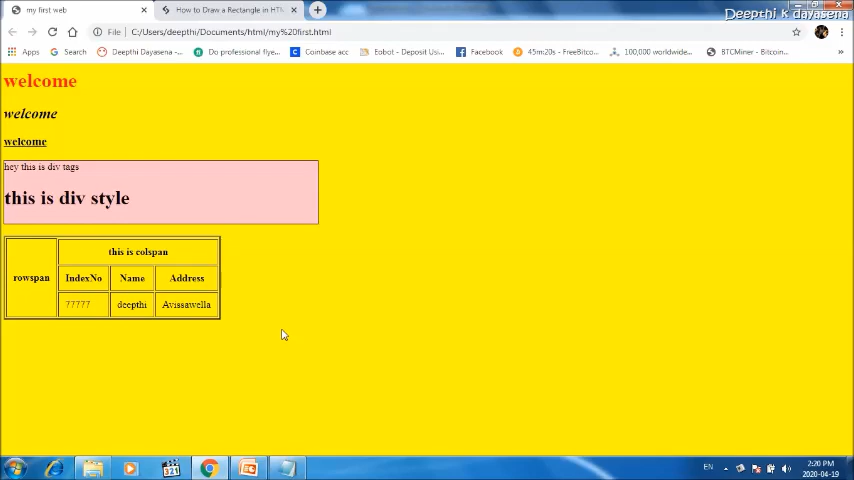 Deepthi K dayasena
my first web
How to Draw a Rectangle in HTM
File | C:/Users/deepthi/Documents/html/my%20first.html
Apps Search Deepthi Dayasena - Do professional flye... Coinbase acc Eobot - Deposit Usi... Facebook 45m:20s - FreeBitco... 100,000 worldwide... BTCMiner - Bitcoin... »
welcome
welcome
welcome
hey this is div tags
this is div style
this is colspan
rowspan IndexNo Name Address
77777 deepthi Avissawella
EN 2:20 PM
2020-04-19
321